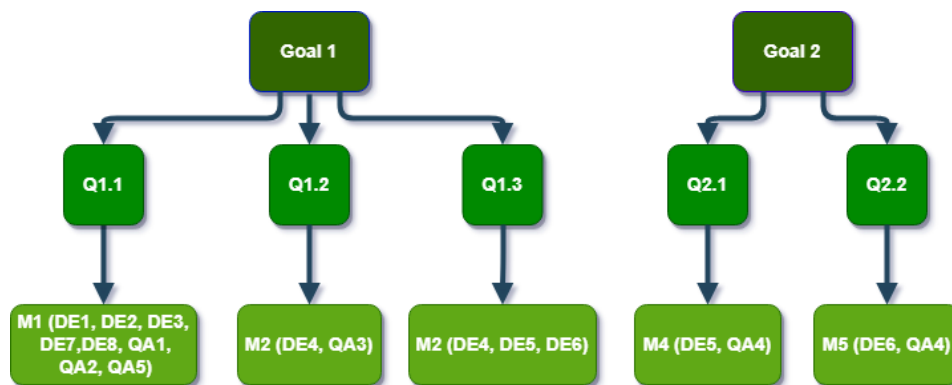 Goal 1
Goal 2
Q1.1
Q1.2
Q1.3
Q2.1
Q2.2
M1 (DE1, DE2, DE3,
DE7,DE8, QA1,
QA2, QA5)
M2 (DE4, QA3)
M2 (DE4, DE5, DE6)
M4 (DE5, QA4)
M5 (DE6, QA4)